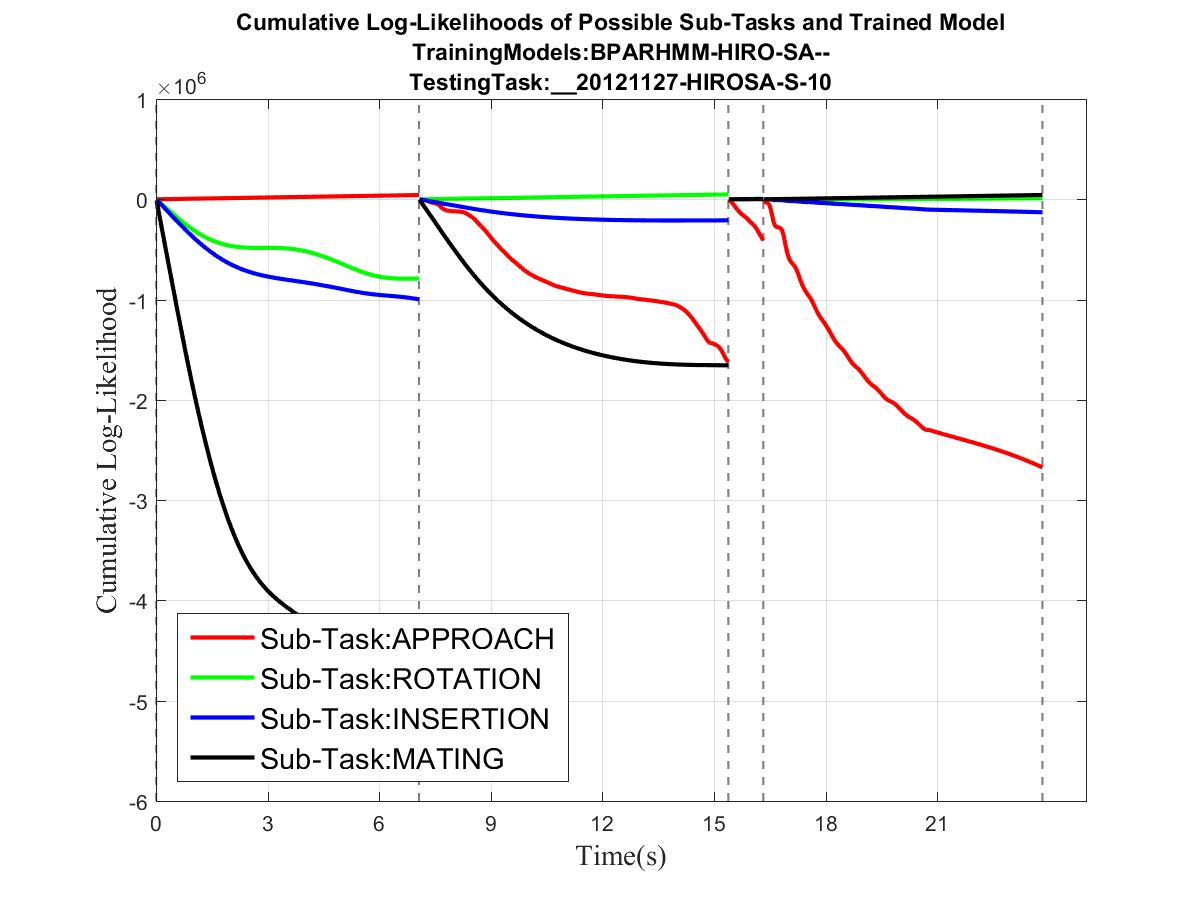 Cumulative Log-Likelihoods of Possible Sub-Tasks and Trained Model
TrainingModels:BPARHMM-HIRO-SA--
TestingTask:__20121127-HIROSA-S-10
×10⁶
1
0
-1
-2
-3
-4
-5
-6
Cumulative Log-Likelihood
Sub-Task:APPROACH
Sub-Task:ROTATION
Sub-Task:INSERTION
Sub-Task:MATING
0 3 6 9 12 15 18 21
Time(s)